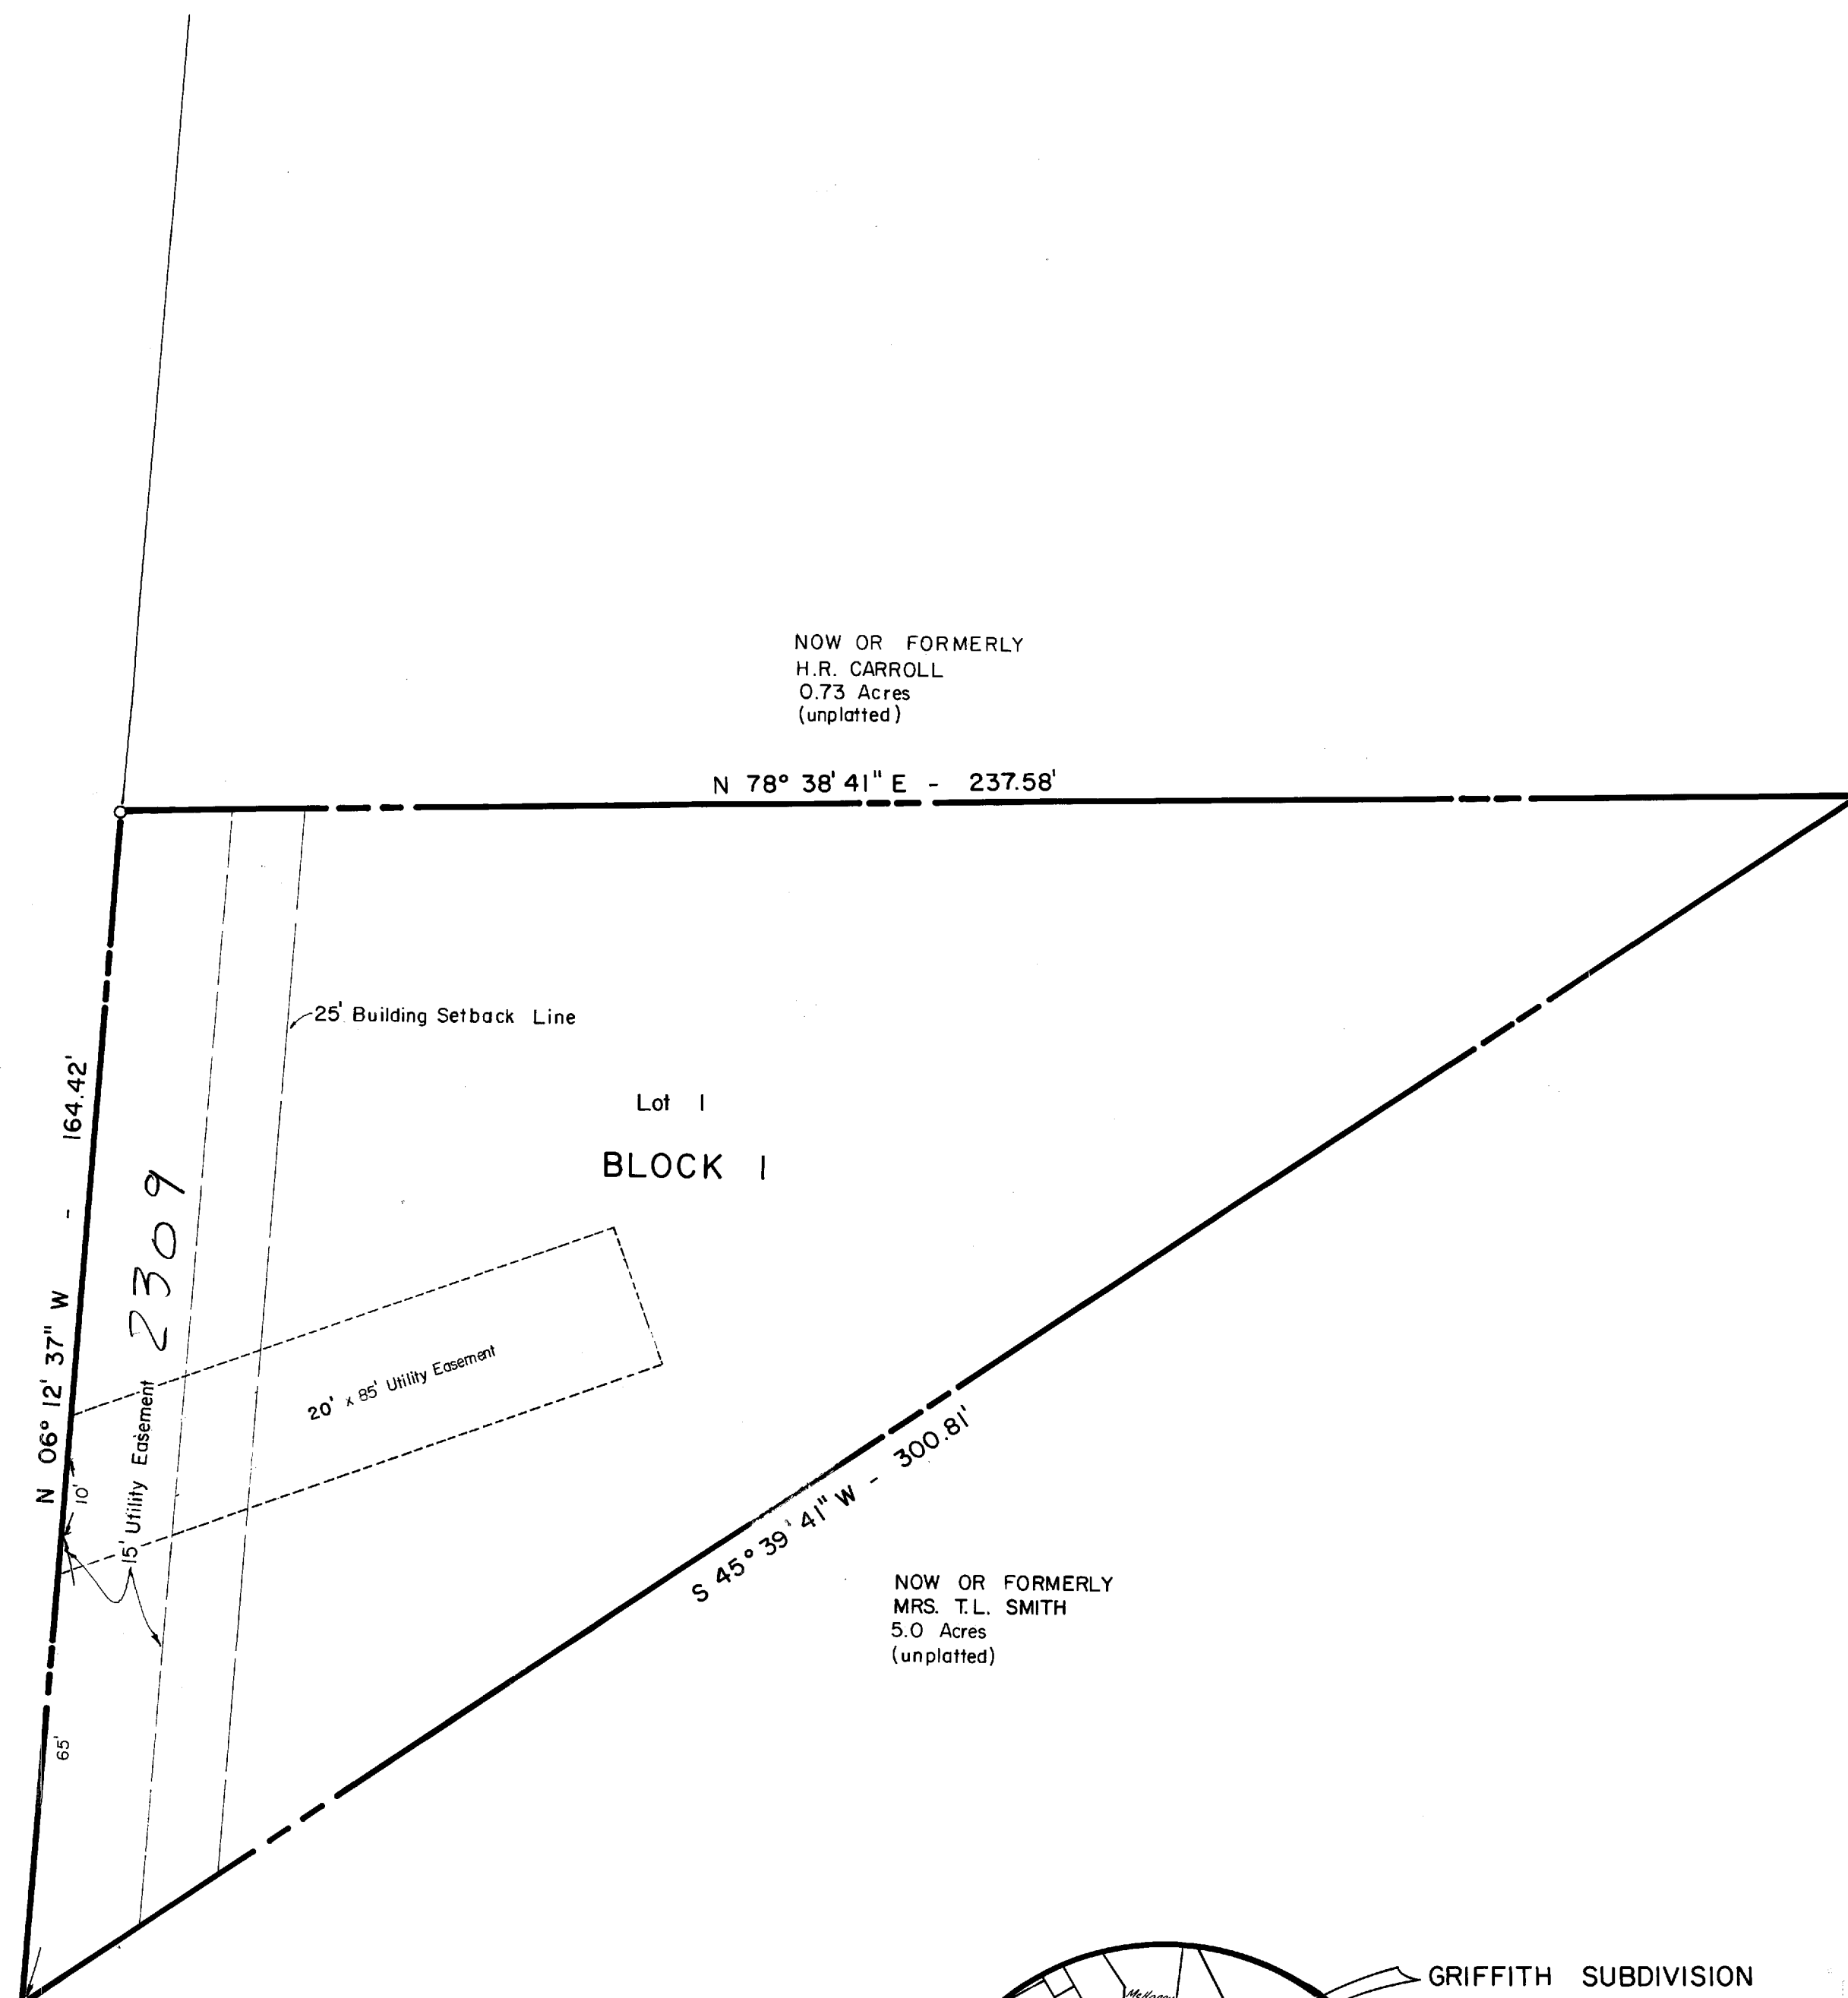 NOW OR FORMERLY
H.R. CARROLL
0.73 Acres
(unplatted)
N 78° 38' 41" E - 237.58'
25' Building Setback Line
Lot 1
BLOCK 1
N 06° 12' 37" W - 164.42'
15' Utility Easement
2309
20' x 85' Utility Easement
10'
65'
S 45° 39' 41" W - 300.81'
NOW OR FORMERLY
MRS. T.L. SMITH
5.0 Acres
(unplatted)
GRIFFITH SUBDIVISION